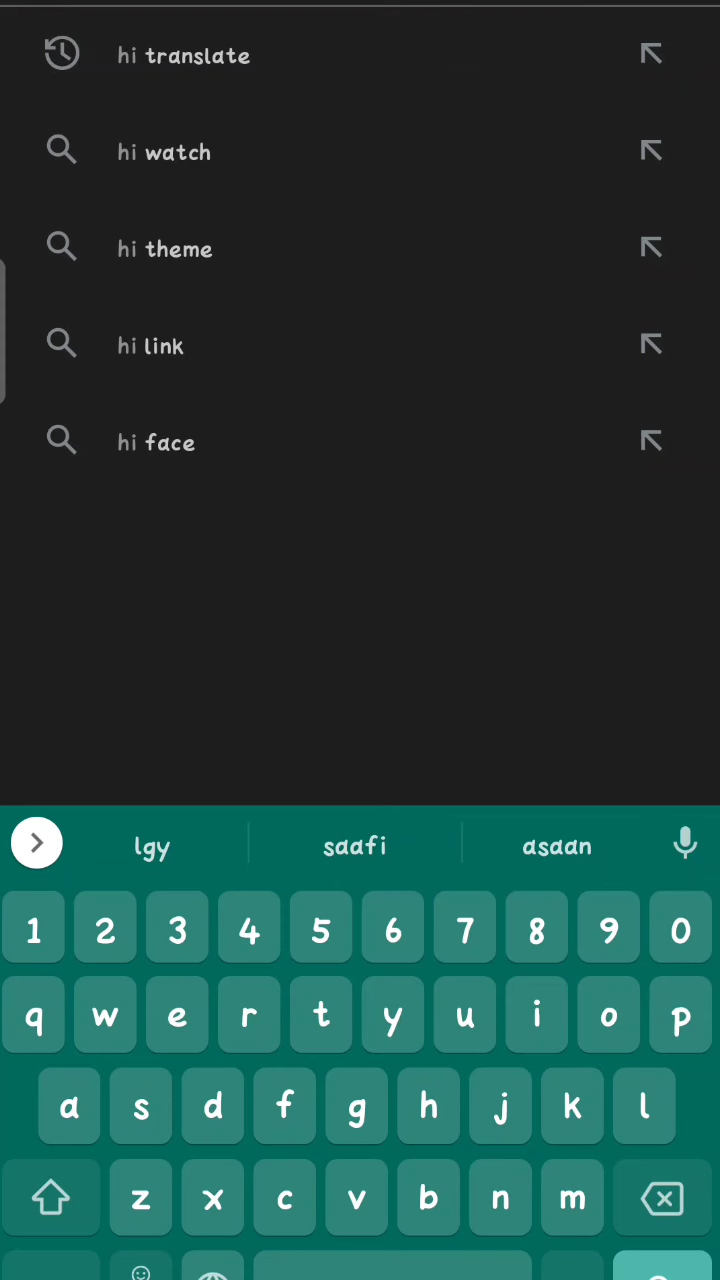 hi translate
hi watch
hi theme
hi link
hi face
lgy saafi asaan
1 2 3 4 5 6 7 8 9 0
q w e r t y u i o p
a s d f g h j k l
z x c v b n m